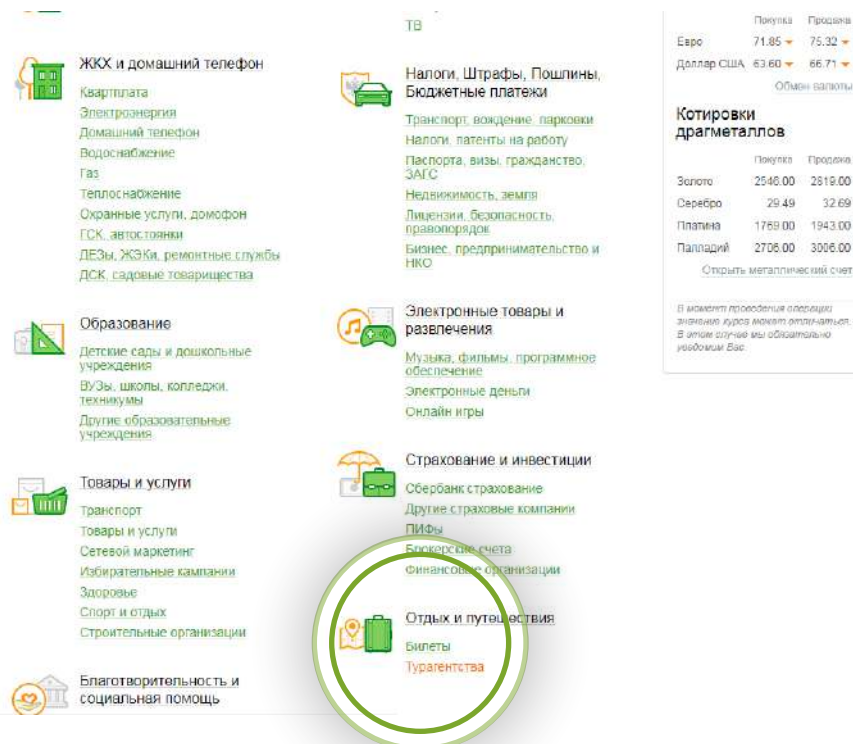 ЖКХ и домашний телефон
Квартплата
Электроэнергия
Домашний телефон
Водоснабжение
Газ
Теплоснабжение
Охранные услуги, домофон
ГСК, автостоянки
ДЕЗы, ЖЭКи, ремонтные службы
ДСК, садовые товарищества
Образование
Детские сады и дошкольные
учреждения
ВУЗы, школы, колледжи,
техникумы
Другие образовательные
учреждения
Товары и услуги
Транспорт
Товары и услуги
Сетевой маркетинг
Избирательные кампании
Здоровье
Спорт и отдых
Строительные организации
Благотворительность и
социальная помощь
ТВ
Налоги, Штрафы, Пошлины,
Бюджетные платежи
Транспорт, вождение, парковки
Налоги, патенты на работу
Паспорта, визы, гражданство,
ЗАГС
Недвижимость, земля
Лицензии, безопасность,
правопорядок
Бизнес, предпринимательство и
НКО
Электронные товары и
развлечения
Музыка, фильмы, программное
обеспечение
Электронные деньги
Онлайн игры
Страхование и инвестиции
Сбербанк страхование
Другие страховые компании
ПИФы
Брокерские счета
Финансовые организации
Отдых и путешествия
Билеты
Турагентства
Покупка Продажа
Евро 71.85 75.32
Доллар США 63.60 66.71
Обмен валюты
Котировки
драгметаллов
Покупка Продажа
Золото 2546.00 2819.00
Серебро 29.49 32.69
Платина 1769.00 1943.00
Палладий 2706.00 3006.00
Открыть металлический счет
В момент проведения операции
значение курса может отличаться.
В этом случае мы обязательно
уведомим Вас.